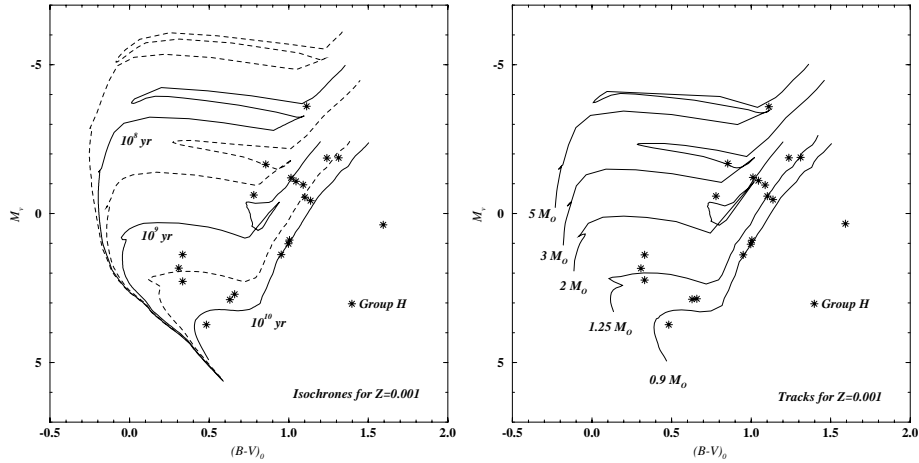 -5
0
5
M_v
-0.5 0.0 0.5 1.0 1.5 2.0
(B-V)_0
10^8 yr
10^9 yr
10^10 yr
Group H
Isochrones for Z=0.001
-5
0
5
M_v
-0.5 0.0 0.5 1.0 1.5 2.0
(B-V)_0
5 M_O
3 M_O
2 M_O
1.25 M_O
0.9 M_O
Group H
Tracks for Z=0.001